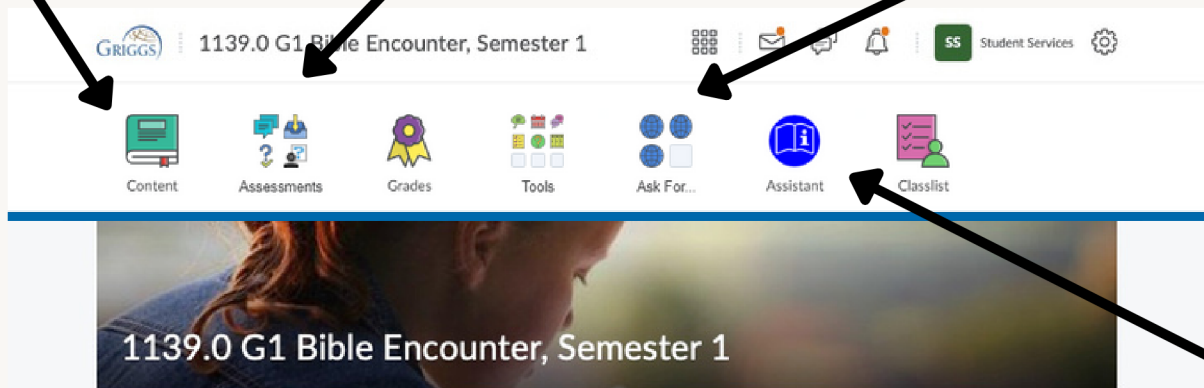 GRIGGS
1139.0 G1 Bible Encounter, Semester 1
SS
Student Services
Content
Assessments
Grades
Tools
Ask For...
Assistant
Classlist
1139.0 G1 Bible Encounter, Semester 1